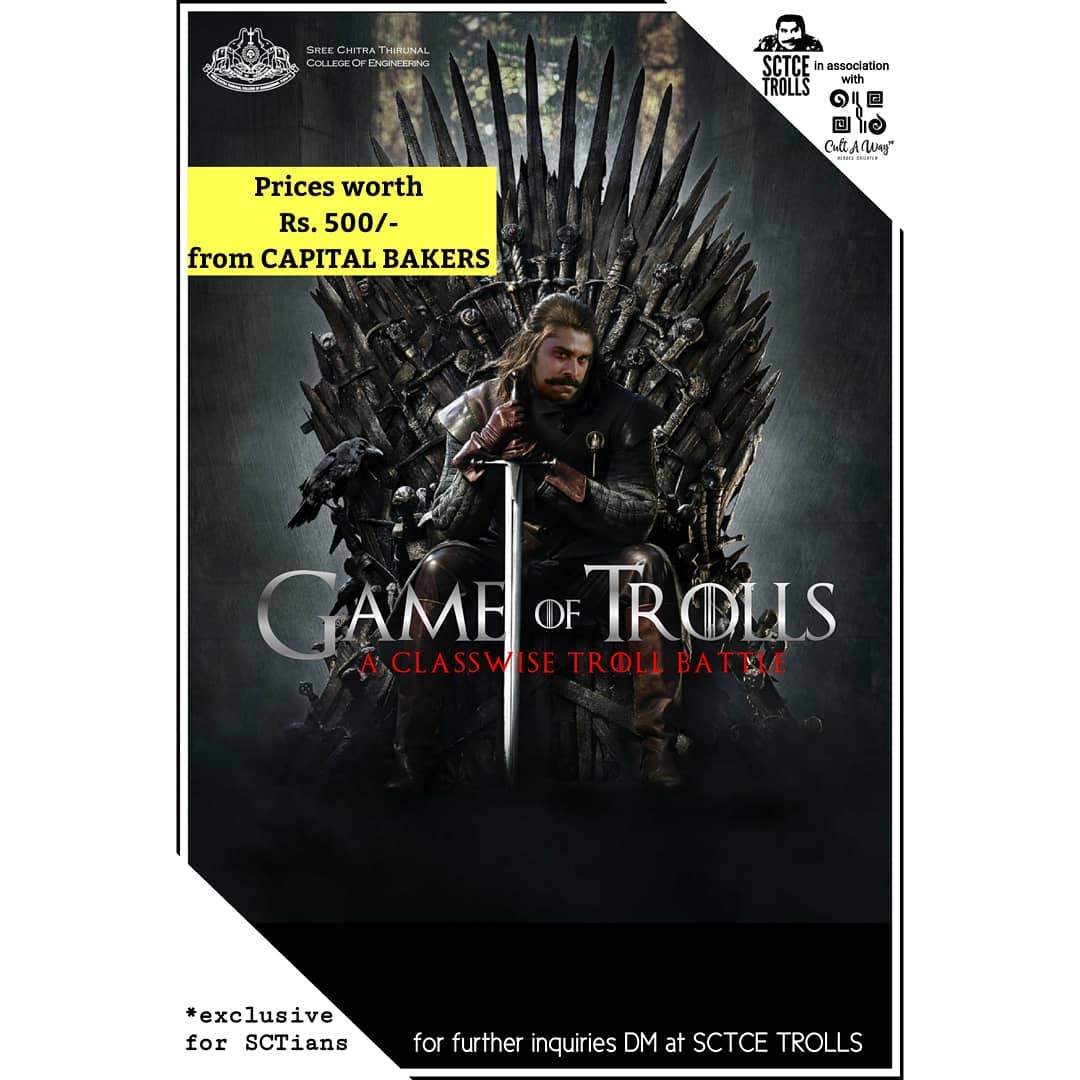 SREE CHITRA THIRUNAL
COLLEGE OF ENGINEERING
SCTCE
TROLLS
in association
with
Cult A Way
Prices worth
Rs. 500/-
from CAPITAL BAKERS
GAME OF TROLLS
A CLASSWISE TROLL BATTLE
*exclusive
for SCTians
for further inquiries DM at SCTCE TROLLS